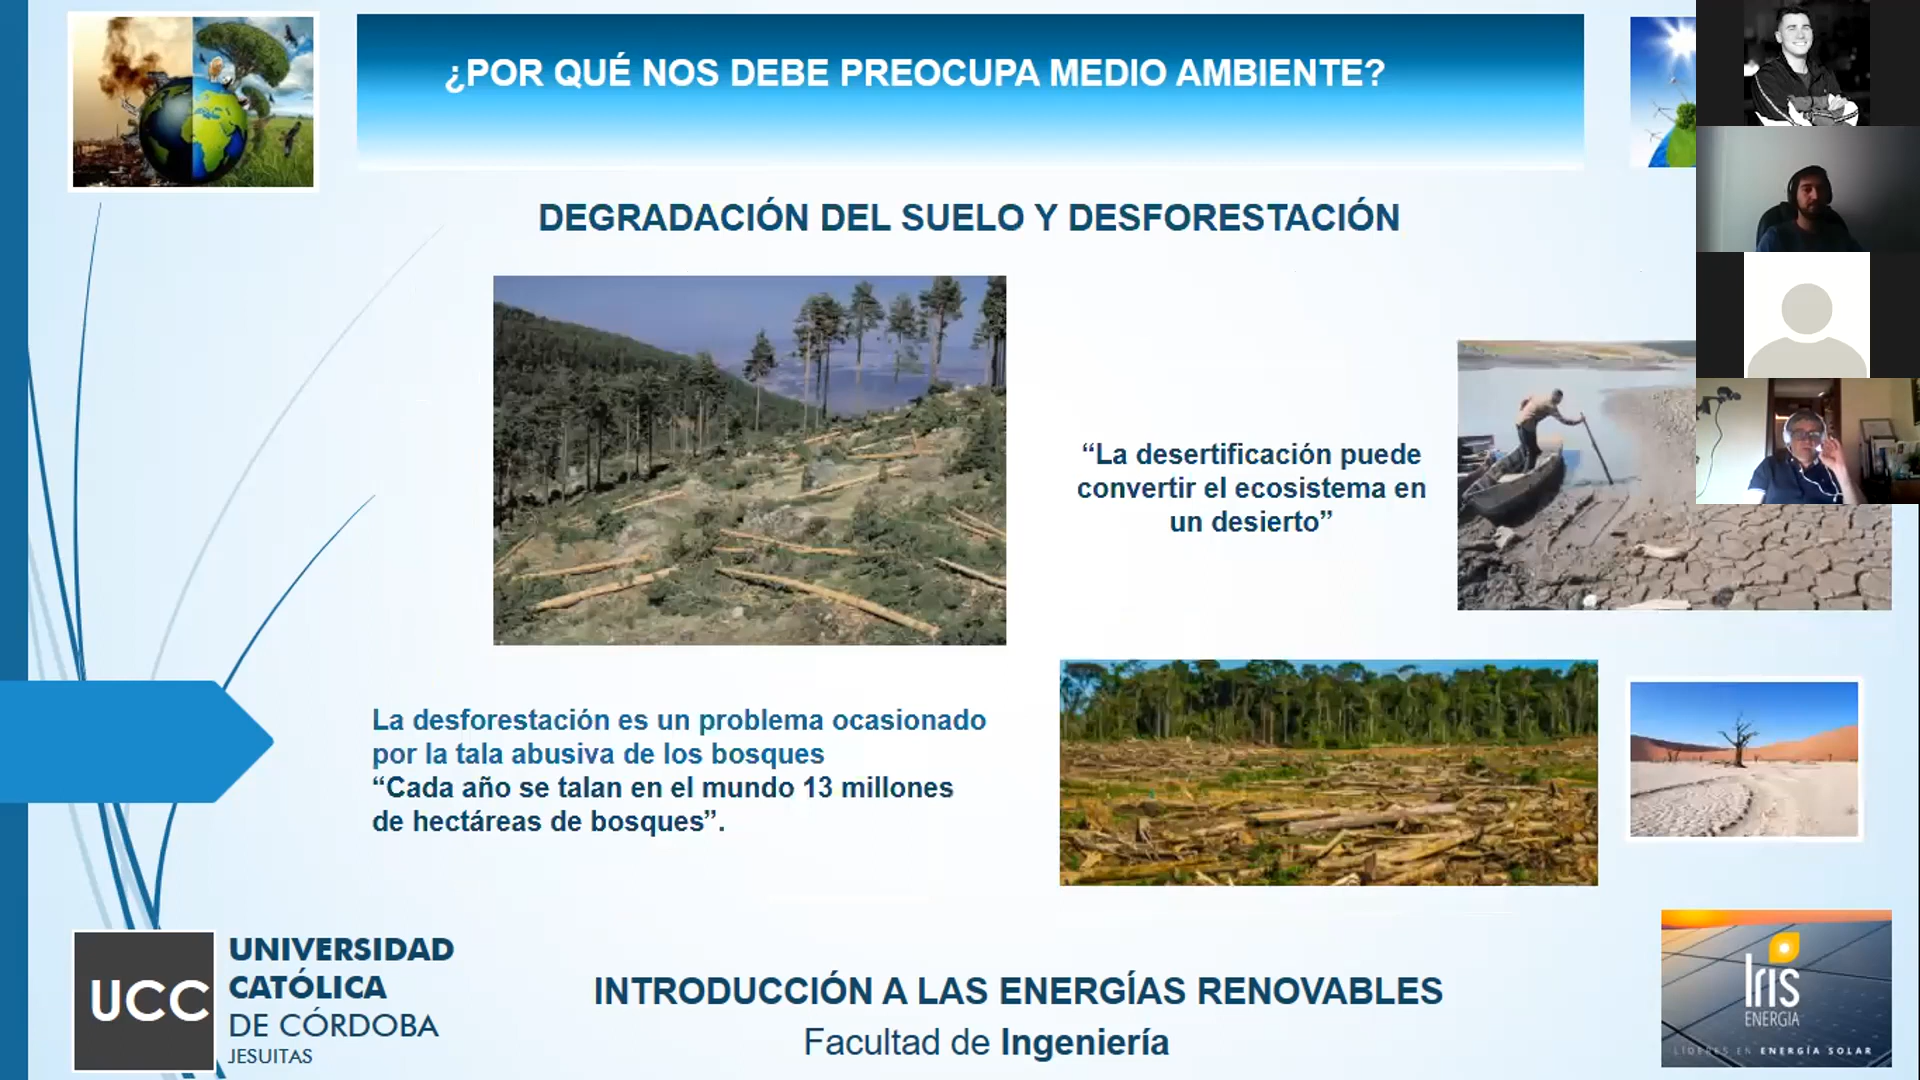 ¿POR QUÉ NOS DEBE PREOCUPA MEDIO AMBIENTE?
DEGRADACIÓN DEL SUELO Y DESFORESTACIÓN
“La desertificación puede
convertir el ecosistema en
un desierto”
La desforestación es un problema ocasionado
por la tala abusiva de los bosques
“Cada año se talan en el mundo 13 millones
de hectáreas de bosques”.
UCC
UNIVERSIDAD
CATÓLICA
DE CÓRDOBA
JESUITAS
INTRODUCCIÓN A LAS ENERGÍAS RENOVABLES
Facultad de Ingeniería
Iris
ENERGÍA
LÍDERES EN ENERGÍA SOLAR